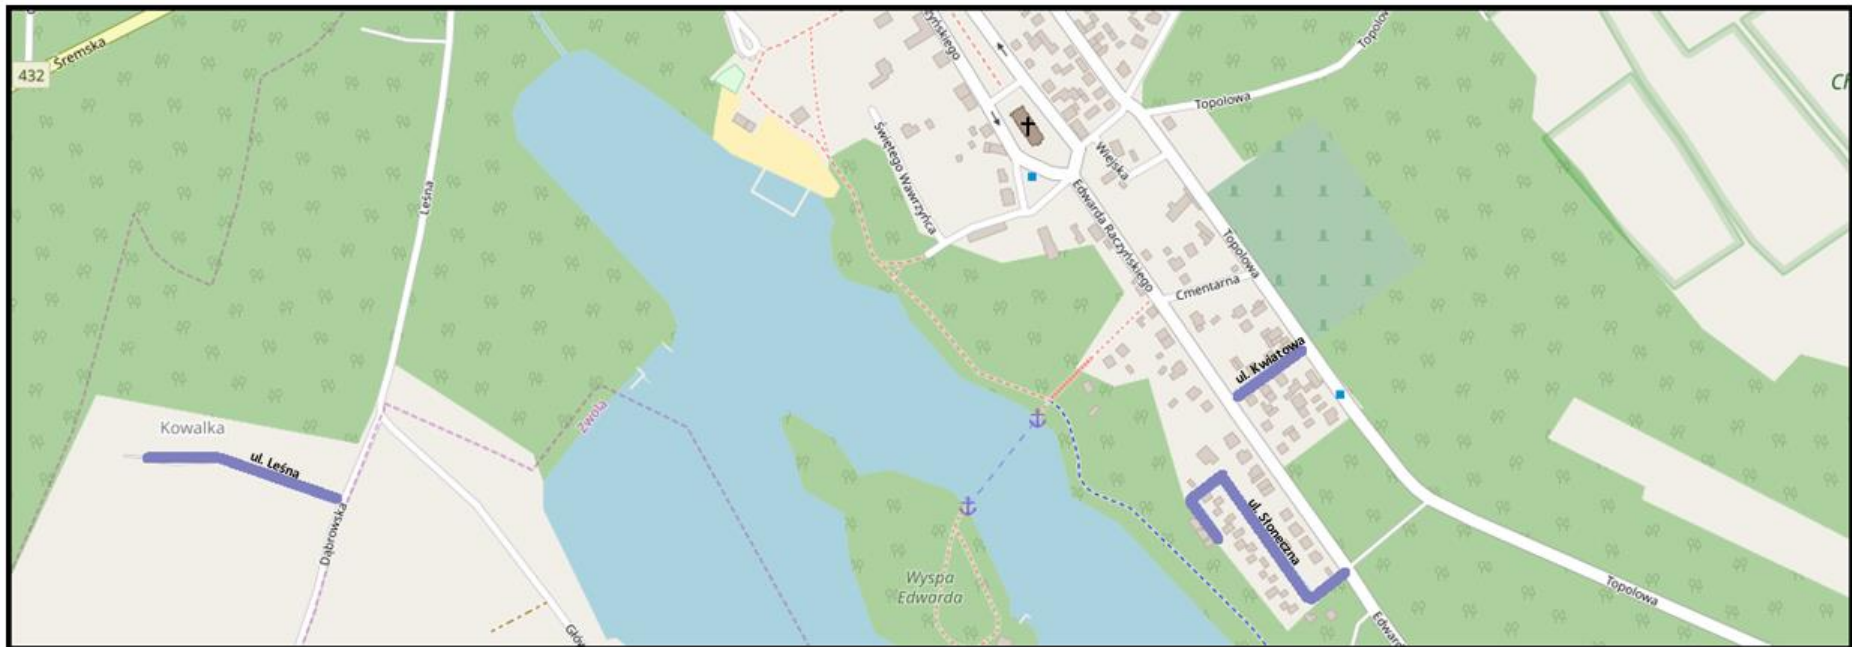 Śremska
432
Leśna
Kowalka
ul. Leśna
Dąbrowska
Zwola
Świętego Wawrzyńca
Wiejska
Edwarda Raczyńskiego
Topolowa
Topolowa
Cmentarna
ul. Kwiatowa
ul. Słoneczna
Wyspa
Edwarda
Topolowa